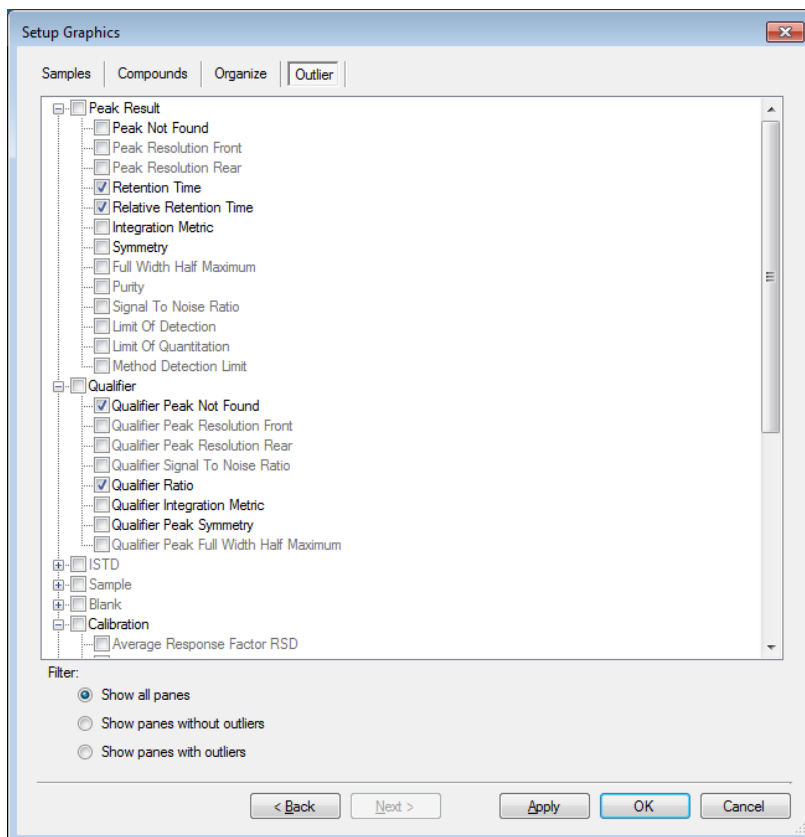 Setup Graphics
Samples Compounds Organize Outlier
Peak Result
Peak Not Found
Peak Resolution Front
Peak Resolution Rear
Retention Time
Relative Retention Time
Integration Metric
Symmetry
Full Width Half Maximum
Purity
Signal To Noise Ratio
Limit Of Detection
Limit Of Quantitation
Method Detection Limit
Qualifier
Qualifier Peak Not Found
Qualifier Peak Resolution Front
Qualifier Peak Resolution Rear
Qualifier Signal To Noise Ratio
Qualifier Ratio
Qualifier Integration Metric
Qualifier Peak Symmetry
Qualifier Peak Full Width Half Maximum
ISTD
Sample
Blank
Calibration
Average Response Factor RSD
Filter:
Show all panes
Show panes without outliers
Show panes with outliers
< Back Next > Apply OK Cancel